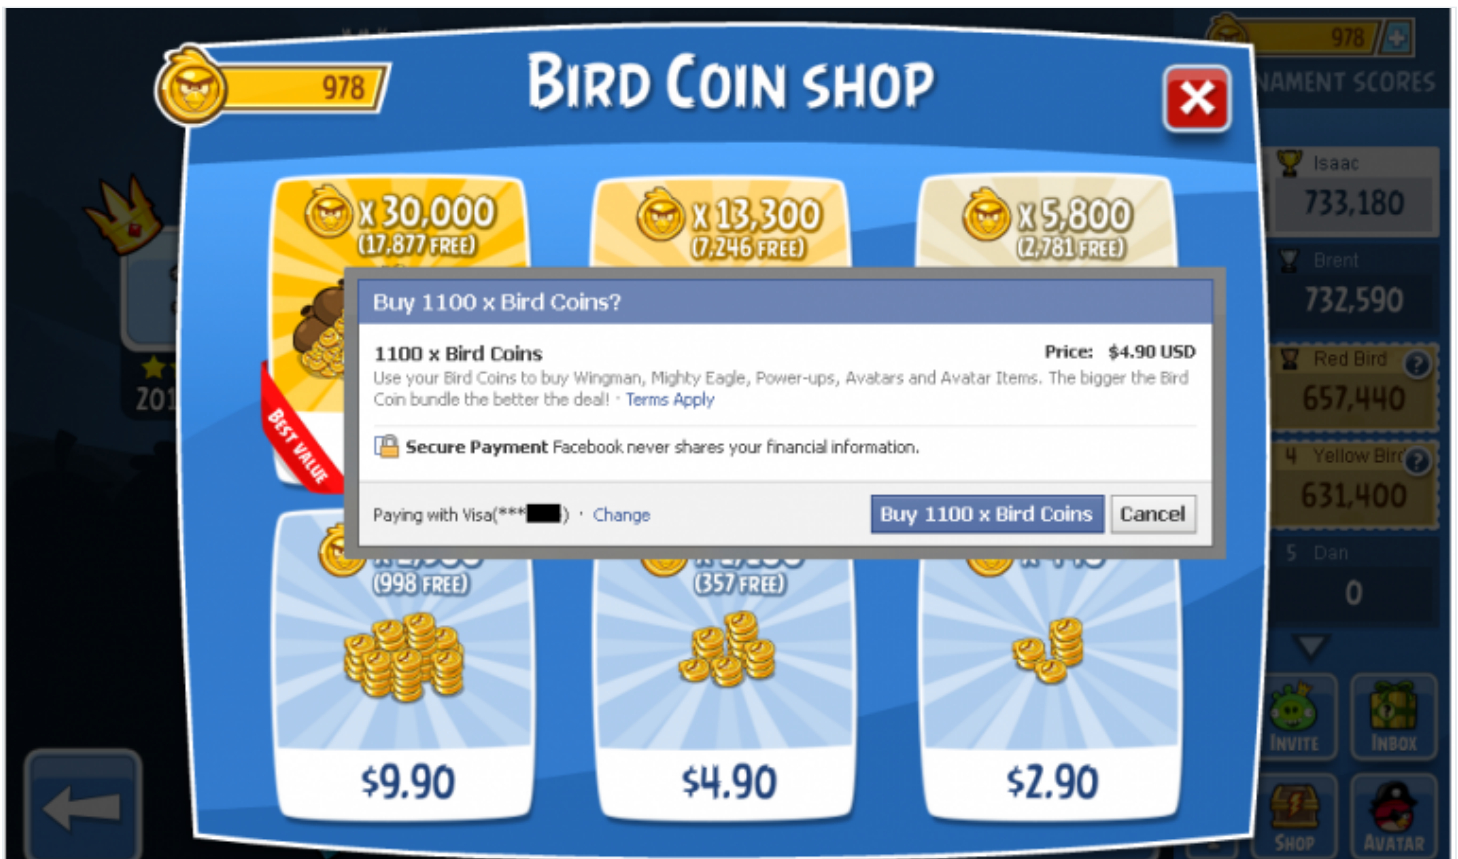 978
BIRD COIN SHOP
978
NAMENT SCORES
x 30,000
(17,877 FREE)
x 13,300
(7,246 FREE)
x 5,800
(2,781 FREE)
BEST VALUE
Buy 1100 x Bird Coins?
1100 x Bird Coins
Price: $4.90 USD
Use your Bird Coins to buy Wingman, Mighty Eagle, Power-ups, Avatars and Avatar Items. The bigger the Bird
Coin bundle the better the deal! · Terms Apply
Secure Payment Facebook never shares your financial information.
Paying with Visa(*** ) · Change
Buy 1100 x Bird Coins
Cancel
(998 FREE)
(357 FREE)
$9.90
$4.90
$2.90
201
Isaac
733,180
Brent
732,590
Red Bird
?
657,440
4 Yellow Bird
?
631,400
5 Dan
0
INVITE
INBOX
SHOP
AVATAR